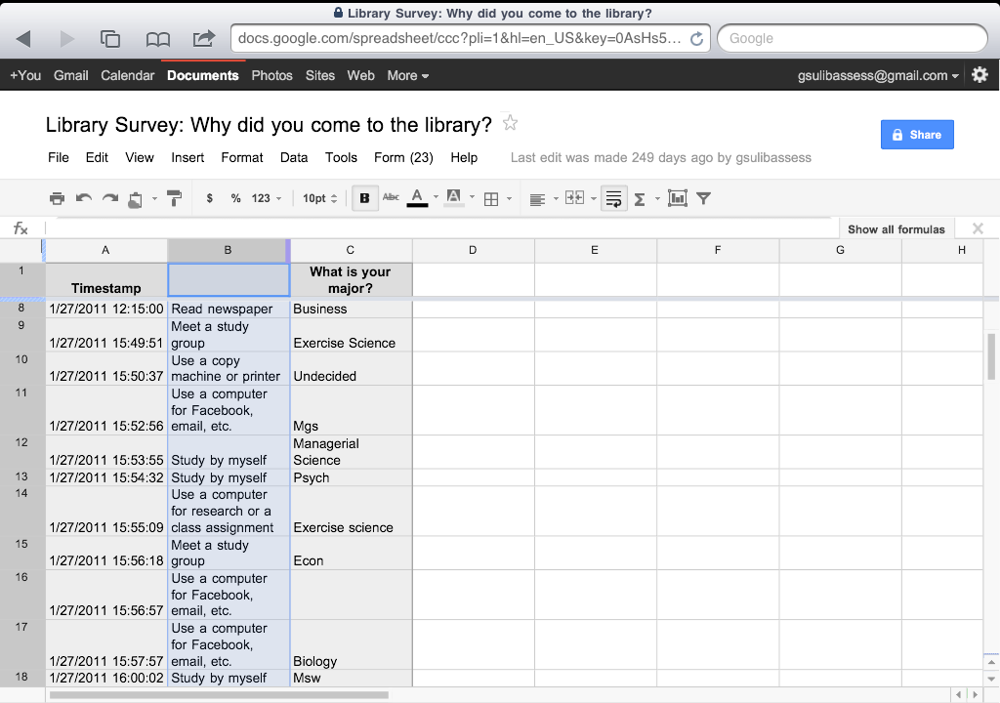 Library Survey: Why did you come to the library?
docs.google.com/spreadsheet/ccc?pli=1&hl=en_US&key=0AsHs5...
Google
+You Gmail Calendar Documents Photos Sites Web More
gsulibassess@gmail.com
Library Survey: Why did you come to the library?
Share
File Edit View Insert Format Data Tools Form (23) Help Last edit was made 249 days ago by gsulibassess
$ % 123 10pt B Abc A A Σ
fx
Show all formulas
A B C D E F G H
1 Timestamp
What is your
major?
8 1/27/2011 12:15:00 Read newspaper Business
9 Meet a study
1/27/2011 15:49:51 group Exercise Science
10 Use a copy
1/27/2011 15:50:37 machine or printer Undecided
11 Use a computer
for Facebook,
1/27/2011 15:52:56 email, etc. Mgs
12 Managerial
1/27/2011 15:53:55 Study by myself Science
13 1/27/2011 15:54:32 Study by myself Psych
14 Use a computer
for research or a
1/27/2011 15:55:09 class assignment Exercise science
15 Meet a study
1/27/2011 15:56:18 group Econ
16 Use a computer
for Facebook,
1/27/2011 15:56:57 email, etc.
17 Use a computer
for Facebook,
1/27/2011 15:57:57 email, etc. Biology
18 1/27/2011 16:00:02 Study by myself Msw